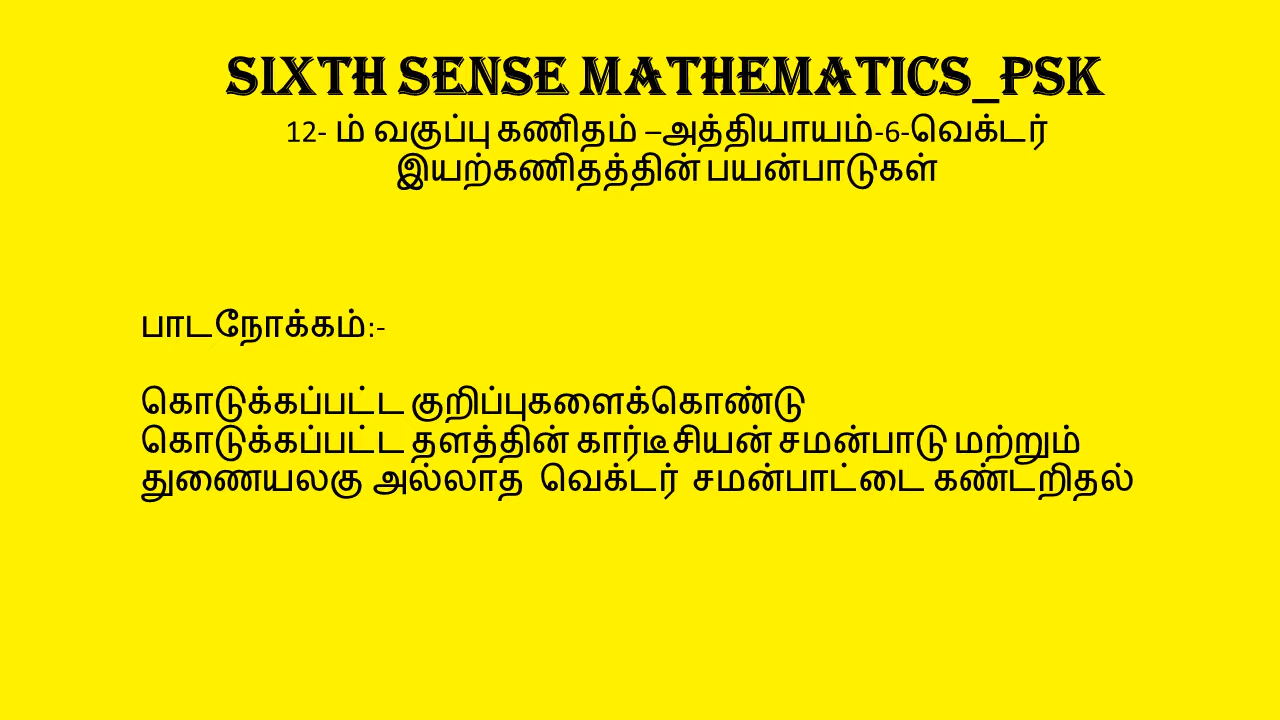 SIXTH SENSE MATHEMATICS_PSK
12- ம் வகுப்பு கணிதம் –அத்தியாயம்-6-வெக்டர்
இயற்கணிதத்தின் பயன்பாடுகள்
பாடநோக்கம்:-
கொடுக்கப்பட்ட குறிப்புகளைக்கொண்டு
கொடுக்கப்பட்ட தளத்தின் கார்டீசியன் சமன்பாடு மற்றும்
துணையலகு அல்லாத வெக்டர் சமன்பாட்டை கண்டறிதல்